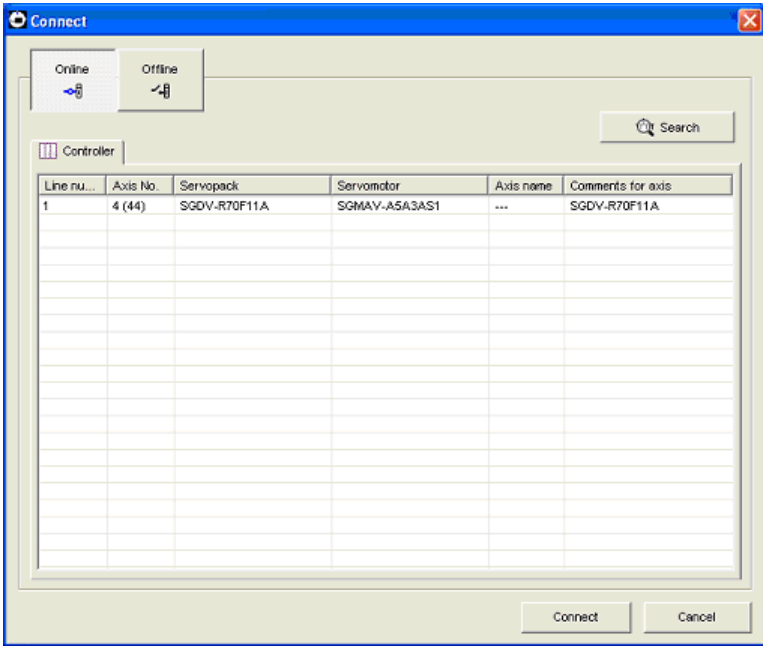 Connect
Online Offline
Search
Controller
Line nu... Axis No. Servopack Servomotor Axis name Comments for axis
1 4 (44) SGDV-R70F11A SGMAV-A5A3AS1 --- SGDV-R70F11A
Connect Cancel